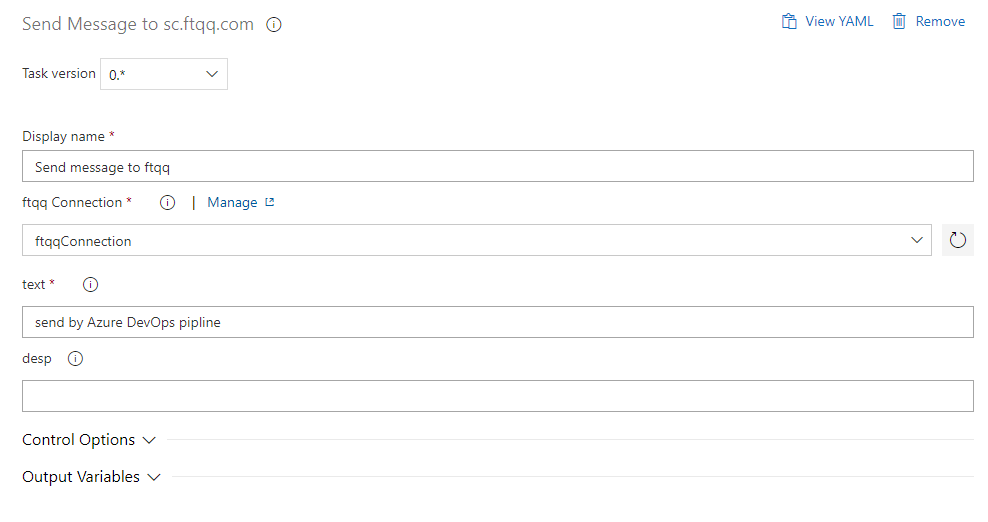 Send Message to sc.ftqq.com
View YAML
Remove
Task version 0.*
Display name *
Send message to ftqq
ftqq Connection * | Manage
ftqqConnection
text *
send by Azure DevOps pipline
desp
Control Options
Output Variables